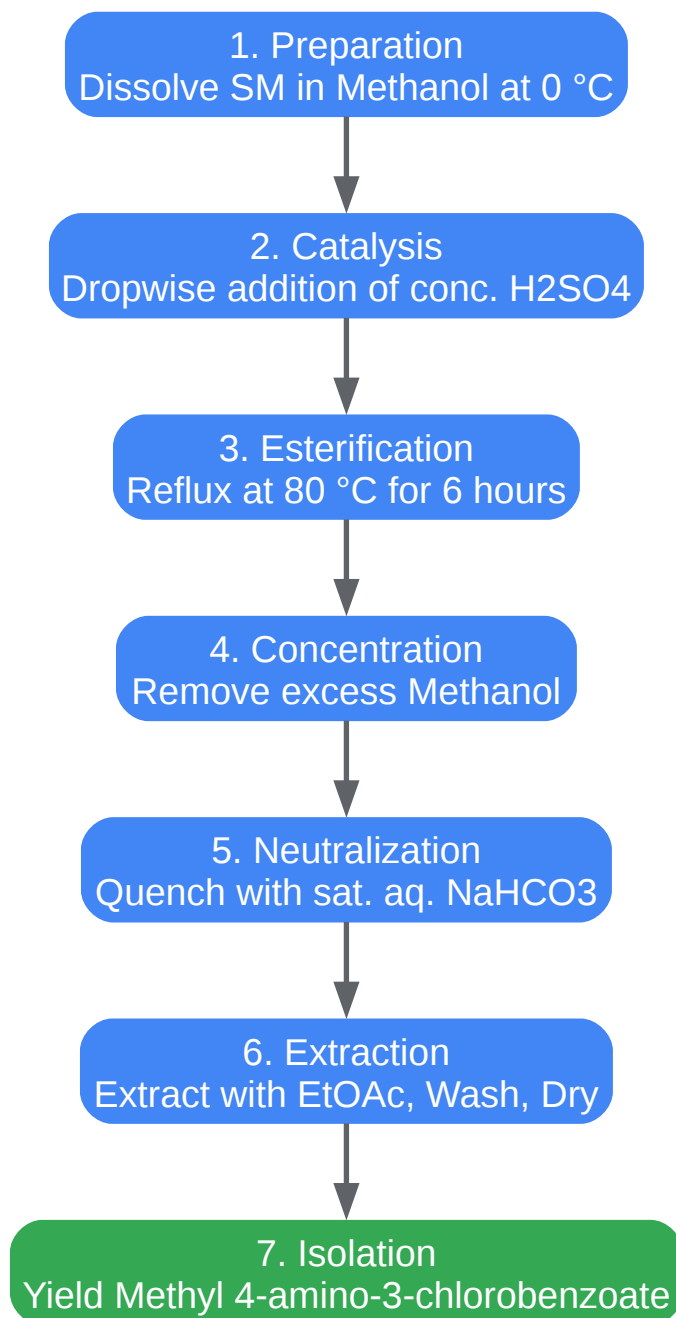 1. Preparation
Dissolve SM in Methanol at 0 °C
2. Catalysis
Dropwise addition of conc. H2SO4
3. Esterification
Reflux at 80 °C for 6 hours
4. Concentration
Remove excess Methanol
5. Neutralization
Quench with sat. aq. NaHCO3
6. Extraction
Extract with EtOAc, Wash, Dry
7. Isolation
Yield Methyl 4-amino-3-chlorobenzoate